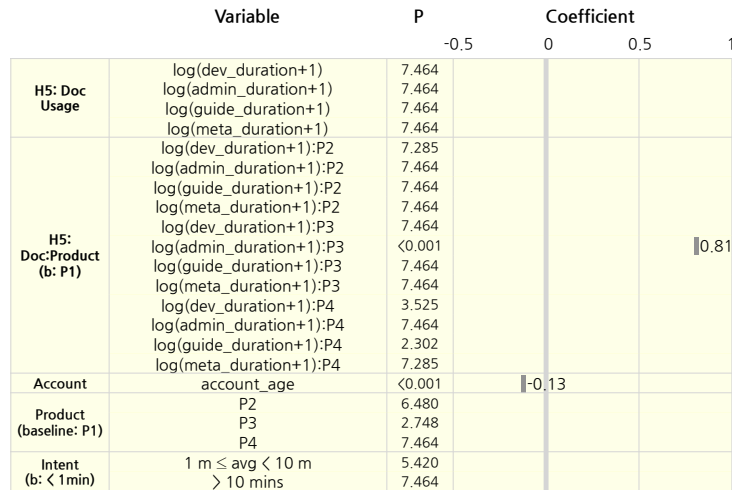 Variable P Coefficient
-0.5 0 0.5 1
H5: Doc Usage
log(dev_duration+1) 7.464
log(admin_duration+1) 7.464
log(guide_duration+1) 7.464
log(meta_duration+1) 7.464
H5: Doc:Product (b: P1)
log(dev_duration+1):P2 7.285
log(admin_duration+1):P2 7.464
log(guide_duration+1):P2 7.464
log(meta_duration+1):P2 7.464
log(dev_duration+1):P3 7.464
log(admin_duration+1):P3 <0.001 0.81
log(guide_duration+1):P3 7.464
log(meta_duration+1):P3 7.464
log(dev_duration+1):P4 3.525
log(admin_duration+1):P4 7.464
log(guide_duration+1):P4 2.302
log(meta_duration+1):P4 7.285
Account account_age <0.001 -0.13
Product (baseline: P1)
P2 6.480
P3 2.748
P4 7.464
Intent (b: < 1min)
1 m ≤ avg < 10 m 5.420
> 10 mins 7.464